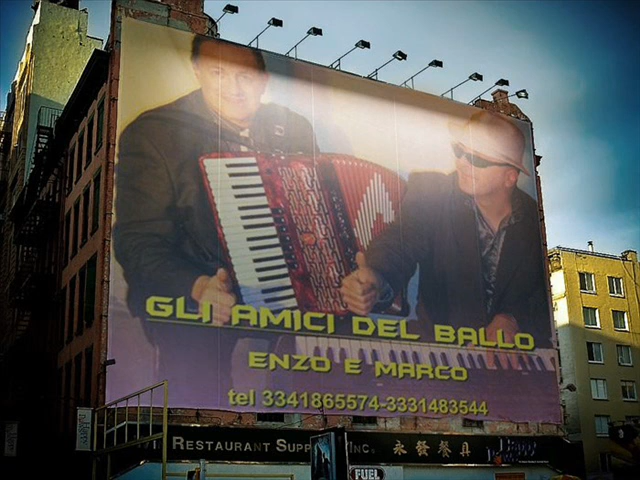 GLI AMICI DEL BALLO
ENZO E MARCO
tel 3341865574-3331483544
RESTAURANT SUPP INC.
永發餐具
FUEL